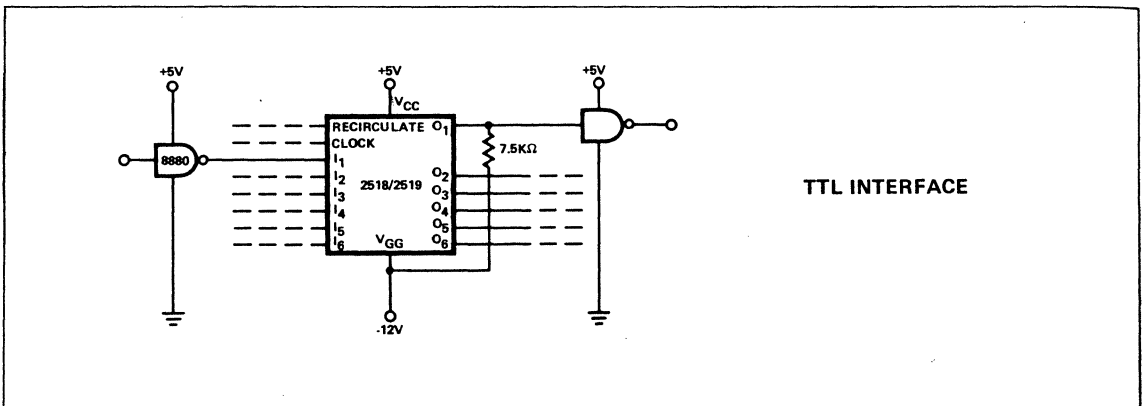 +5V
+5V
+5V
VCC
RECIRCULATE O1
CLOCK
8880
I1
7.5KΩ
I2 O2
2518/2519
I3 O3
I4 O4
I5 O5
I6 VGG O6
-12V
TTL INTERFACE